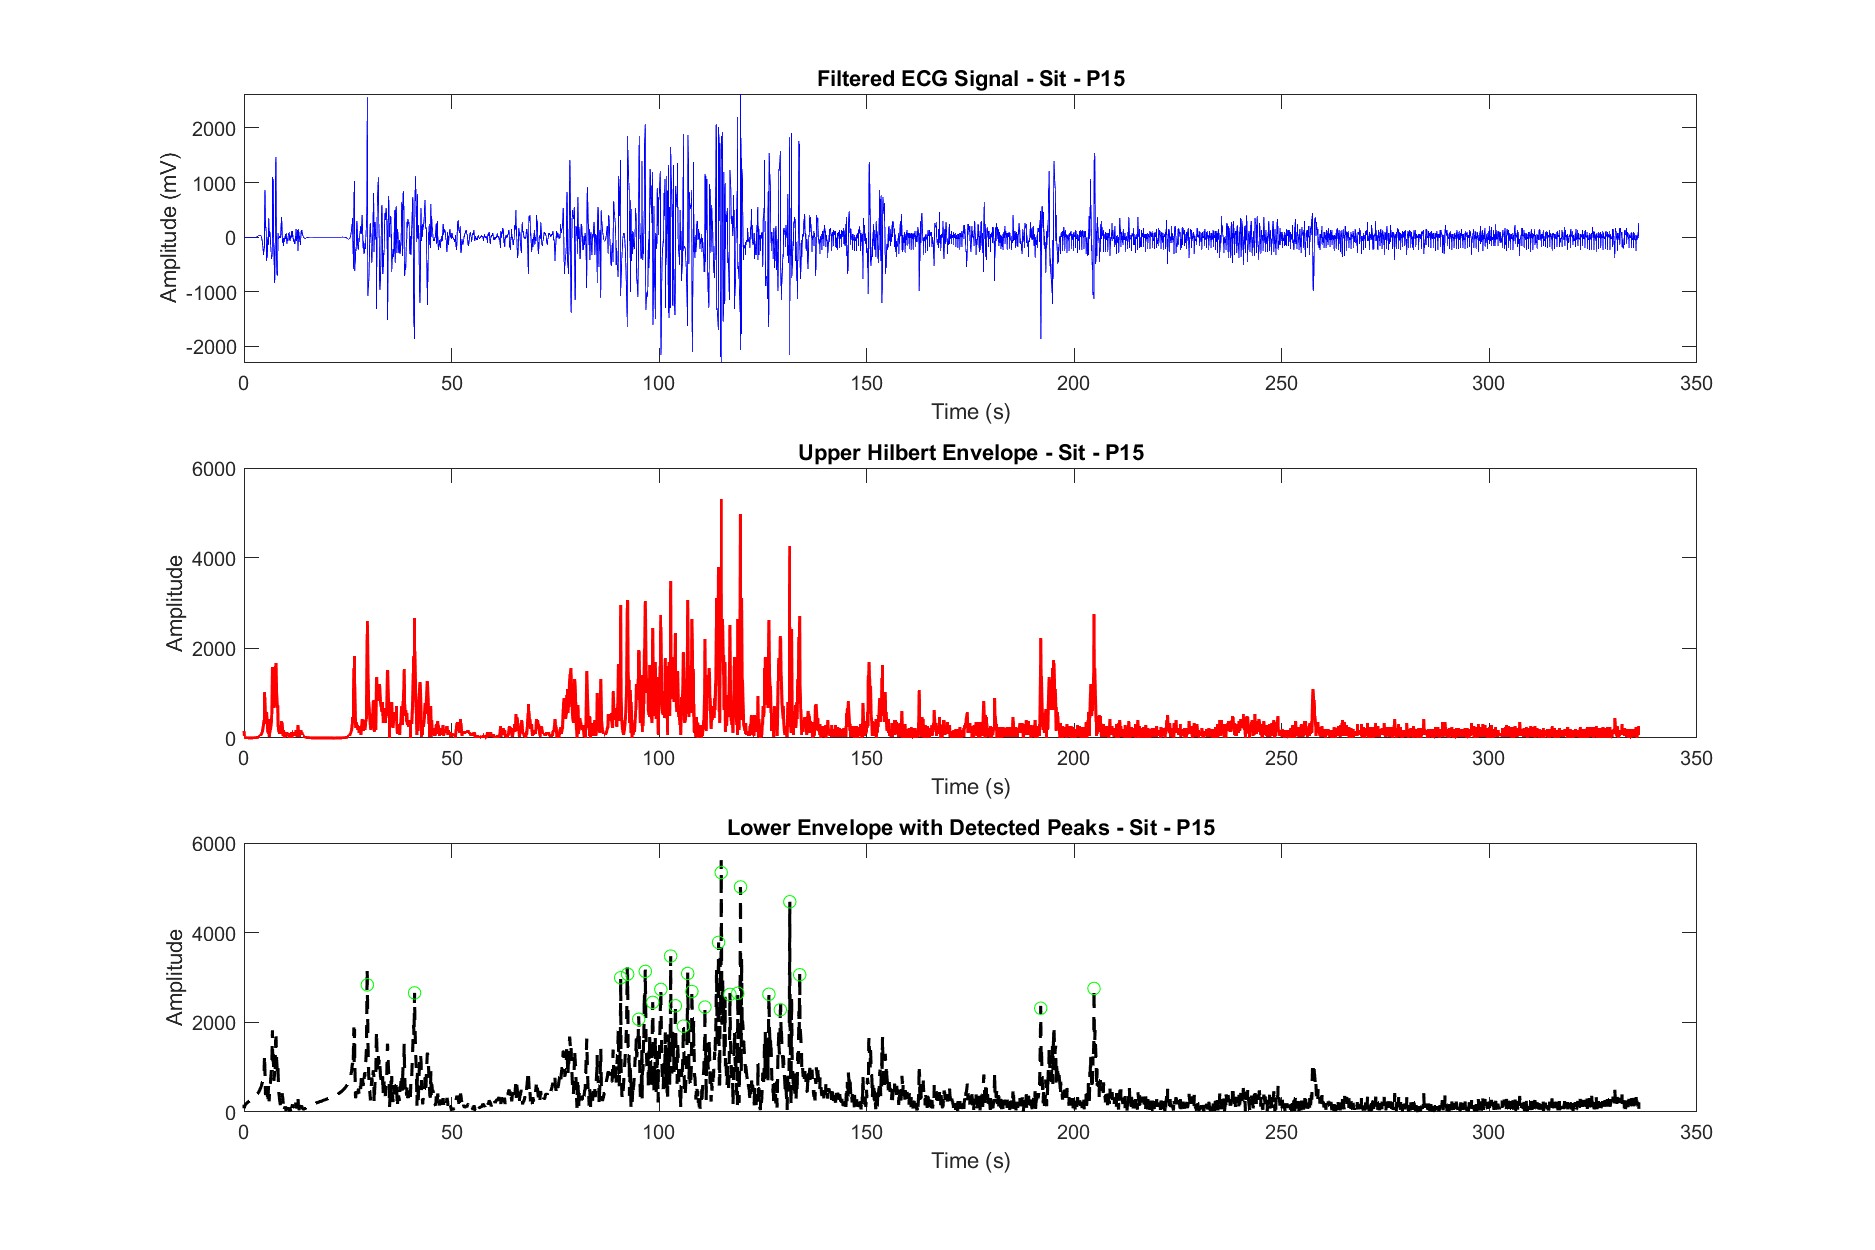 Filtered ECG Signal - Sit - P15
Amplitude (mV)
2000
1000
0
-1000
-2000
0 50 100 150 200 250 300 350
Time (s)
Upper Hilbert Envelope - Sit - P15
Amplitude
6000
4000
2000
0
0 50 100 150 200 250 300 350
Time (s)
Lower Envelope with Detected Peaks - Sit - P15
Amplitude
6000
4000
2000
0
0 50 100 150 200 250 300 350
Time (s)